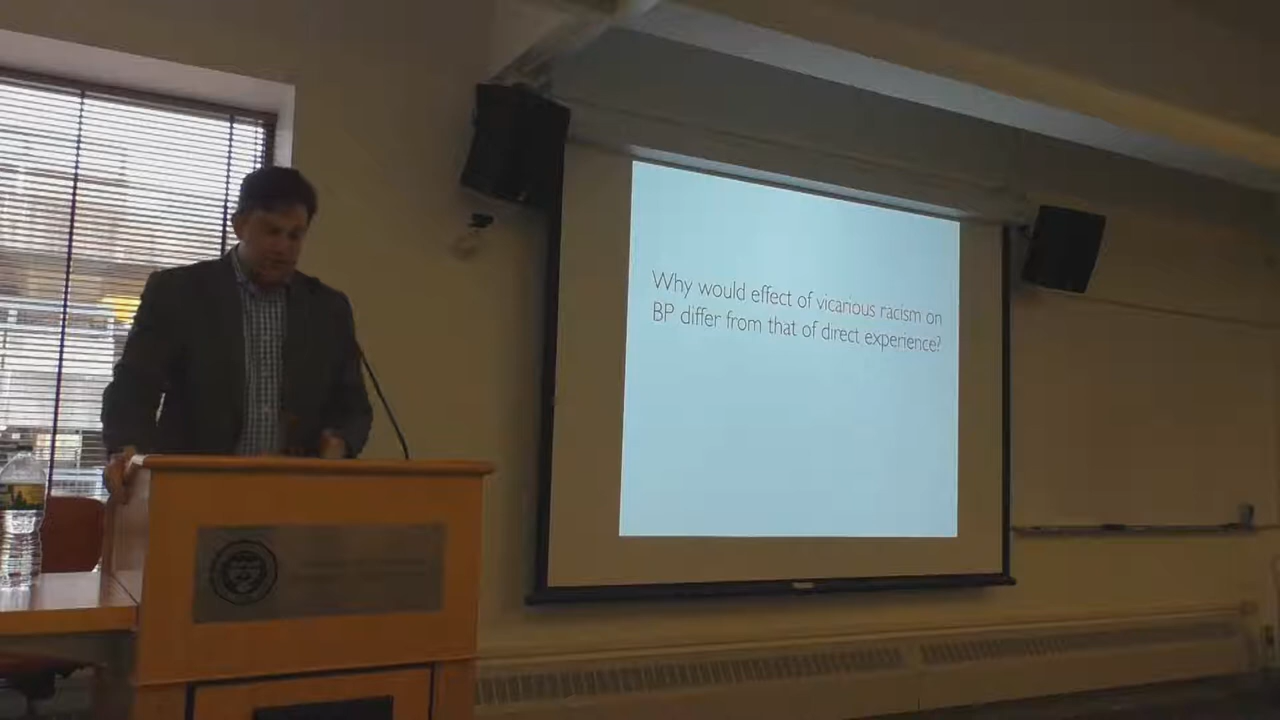 Why would effect of vicarious racism on
BP differ from that of direct experience?